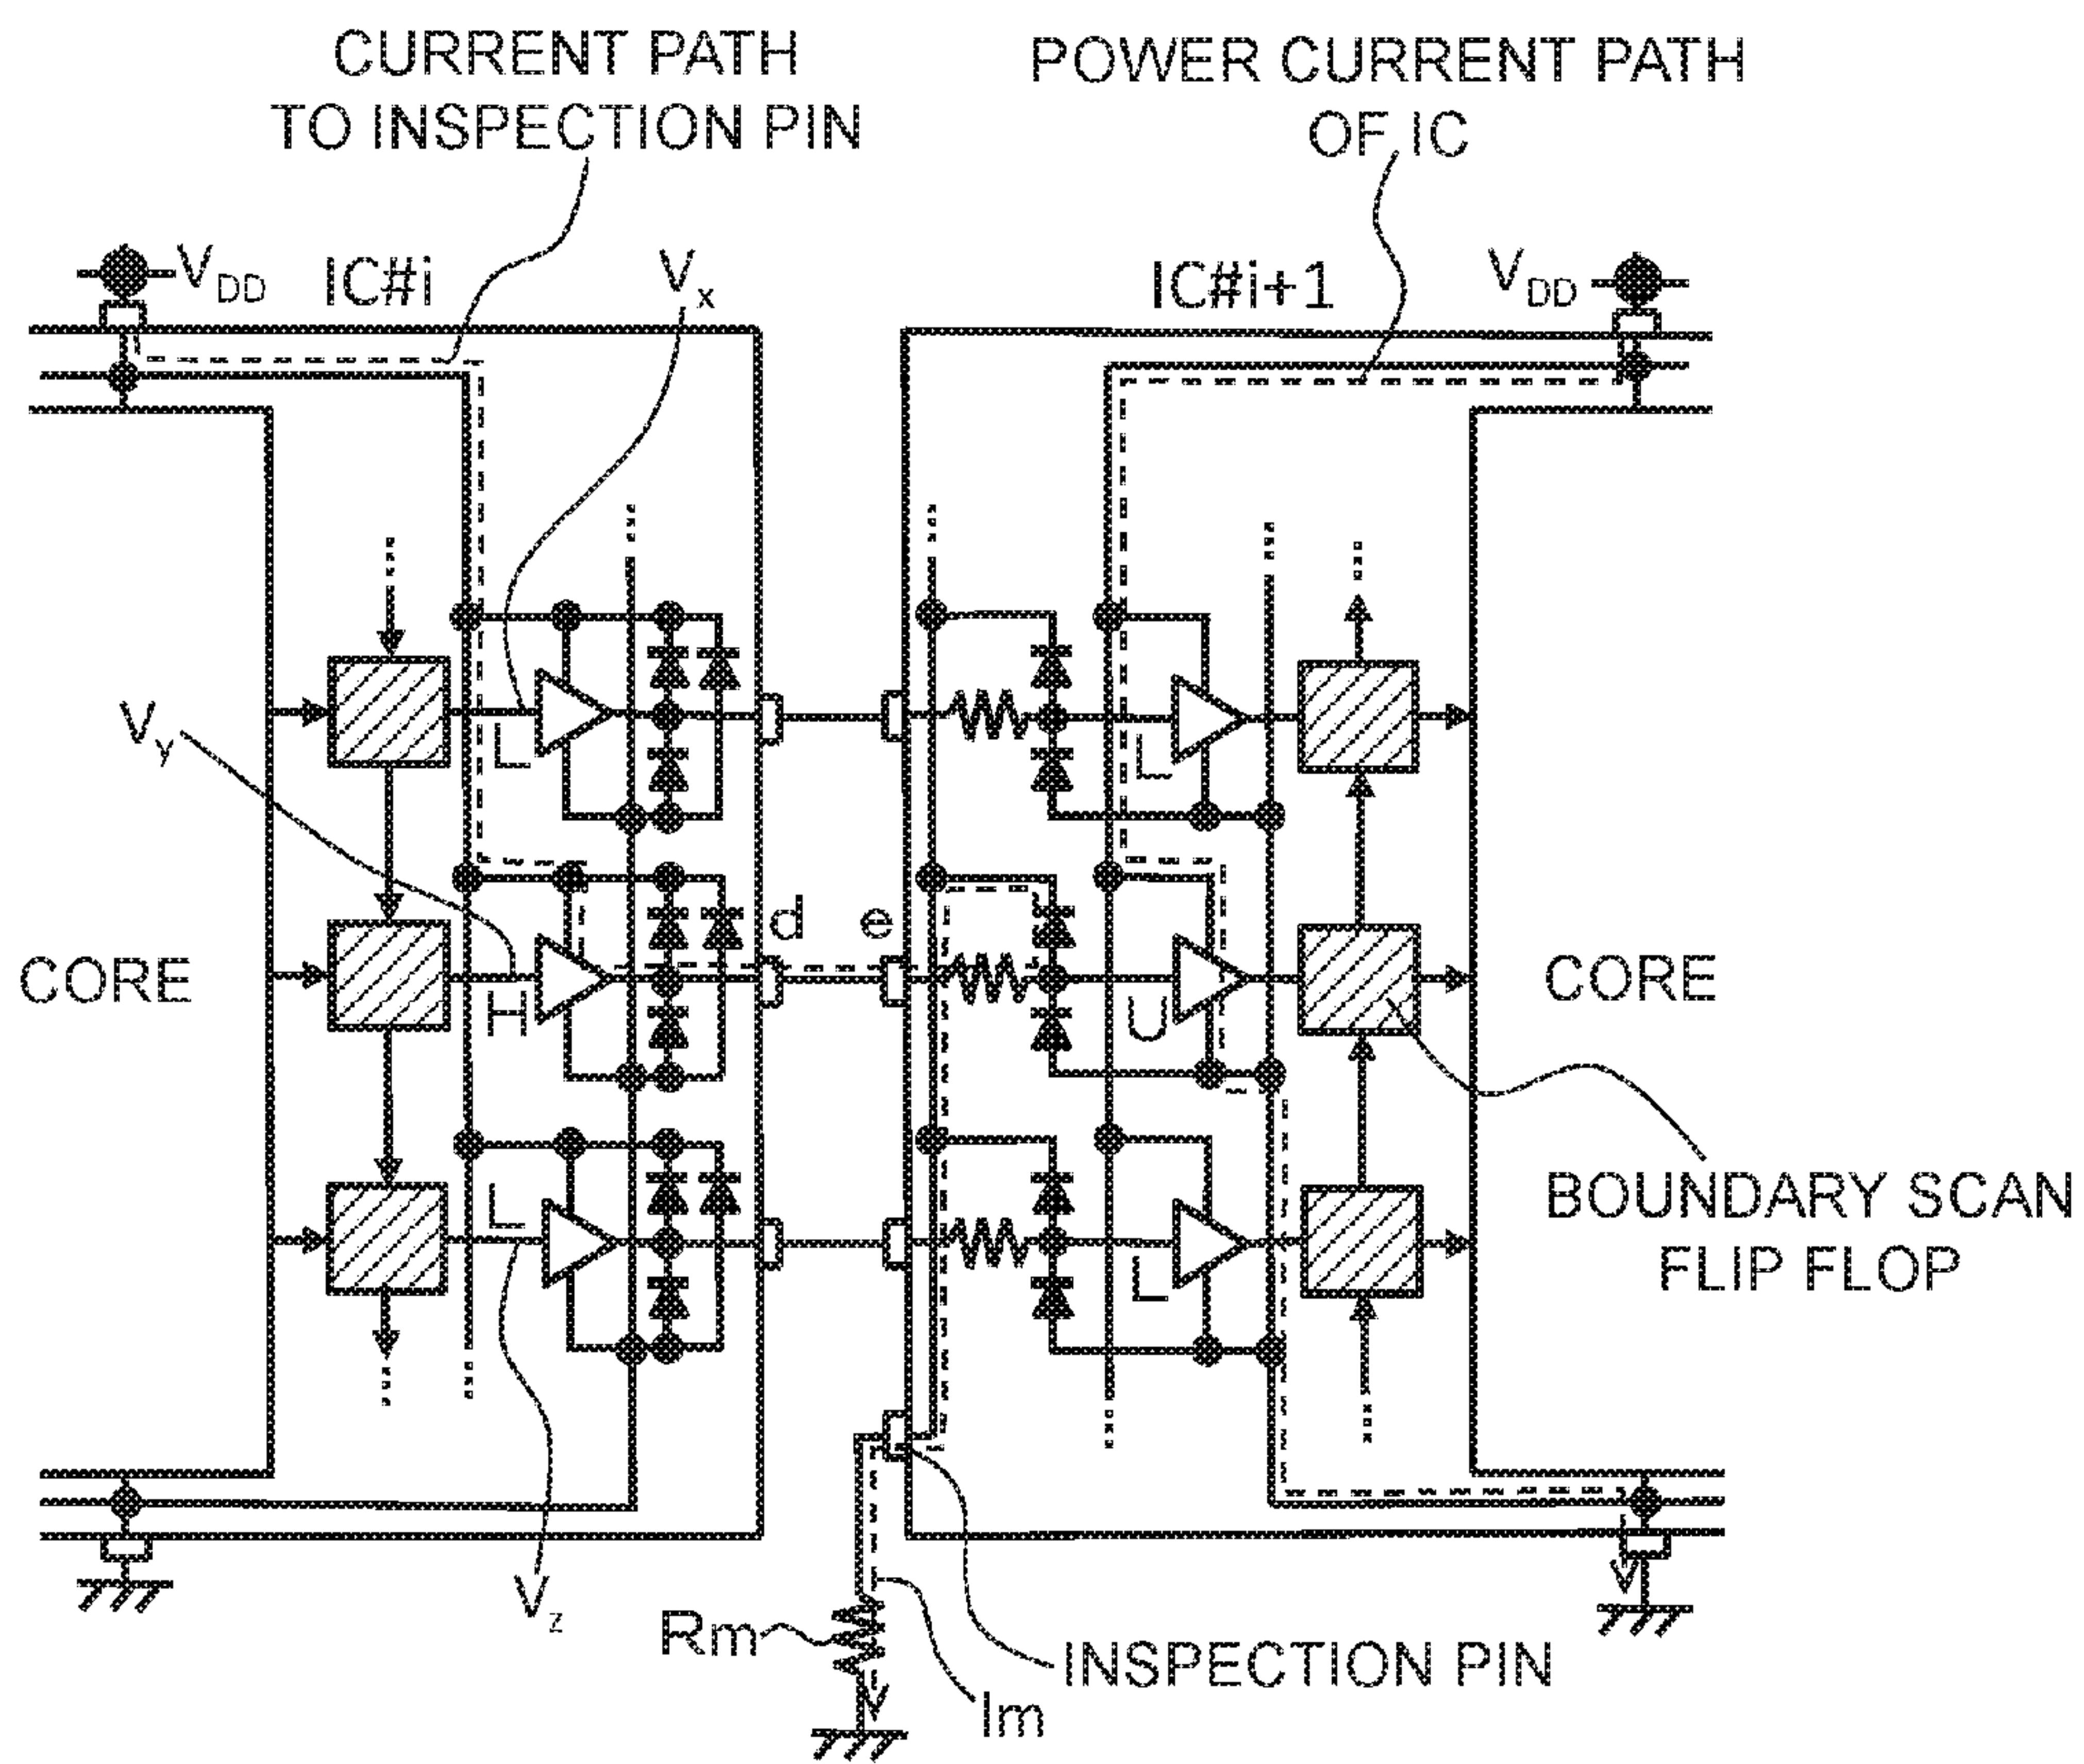 CURRENT PATH
TO INSPECTION PIN
POWER CURRENT PATH
OF IC
VDD
IC#i
Vx
IC#i+1
VDD
L
L
Vy
d
e
CORE
H
U
CORE
L
L
BOUNDARY SCAN
FLIP FLOP
Vz
Rm
INSPECTION PIN
Im